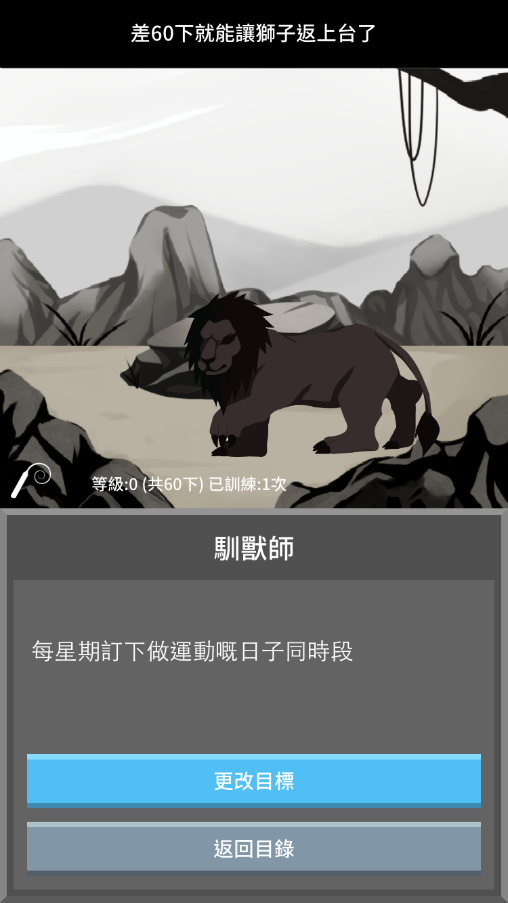 差60下就能讓獅子返上台了
等級:0 (共60下) 已訓練:1次
馴獸師
每星期訂下做運動嘅日子同時段
更改目標
返回目錄